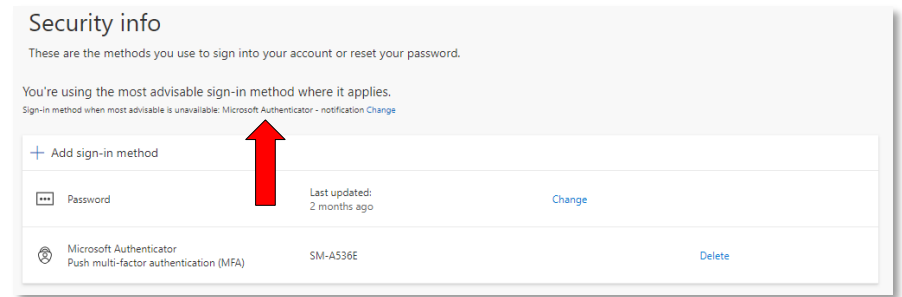 Security info
These are the methods you use to sign into your account or reset your password.
You're using the most advisable sign-in method where it applies.
Sign-in method when most advisable is unavailable: Microsoft Authenticator - notification Change
+ Add sign-in method
Password Last updated: Change
2 months ago
Microsoft Authenticator
Push multi-factor authentication (MFA) SM-A536E Delete